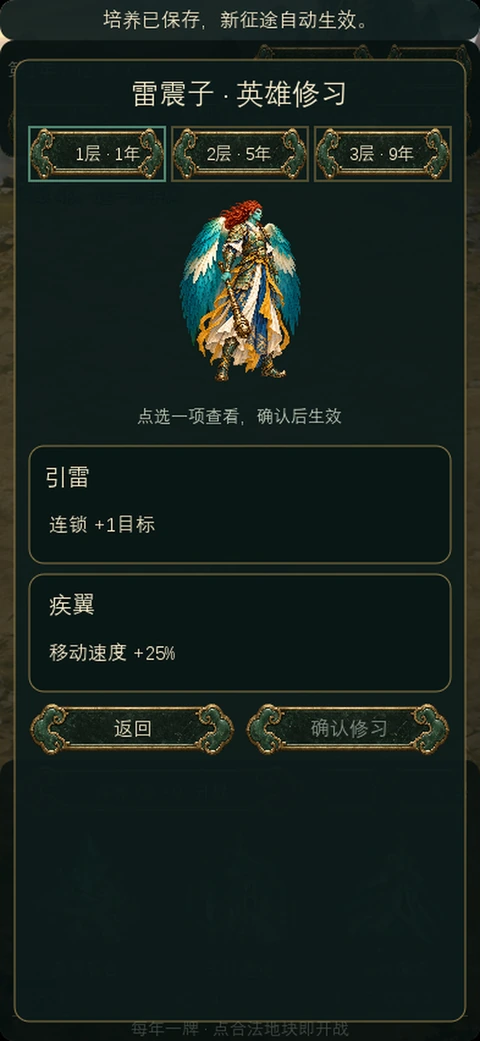 培养已保存，新征途自动生效。
雷震子 · 英雄修习
1层 · 1年
2层 · 5年
3层 · 9年
点选一项查看，确认后生效
引雷
连锁 +1目标
疾翼
移动速度 +25%
返回
确认修习
每年一牌 · 点合法地块即开战